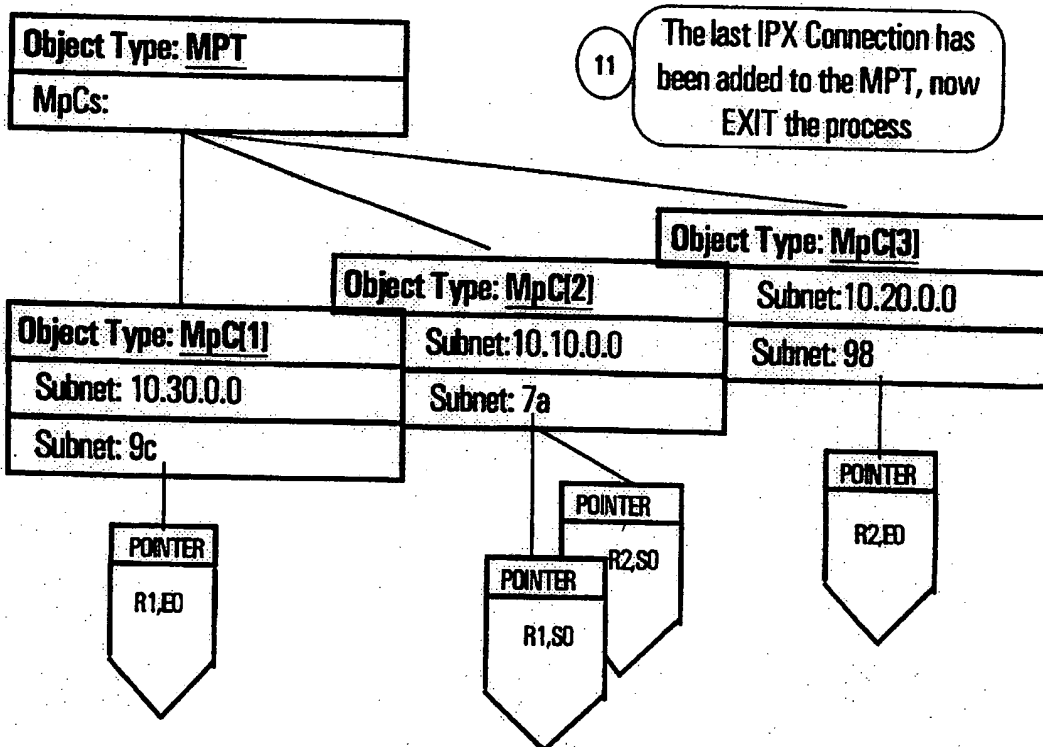 Object Type: MPT
MpCs:
11
The last IPX Connection has
been added to the MPT, now
EXIT the process
Object Type: MpC[3]
Subnet:10.20.0.0
Subnet: 98
Object Type: MpC[2]
Subnet:10.10.0.0
Subnet: 7a
Object Type: MpC[1]
Subnet: 10.30.0.0
Subnet: 9c
POINTER
R1,E0
POINTER
R1,S0
POINTER
R2,S0
POINTER
R2,E0